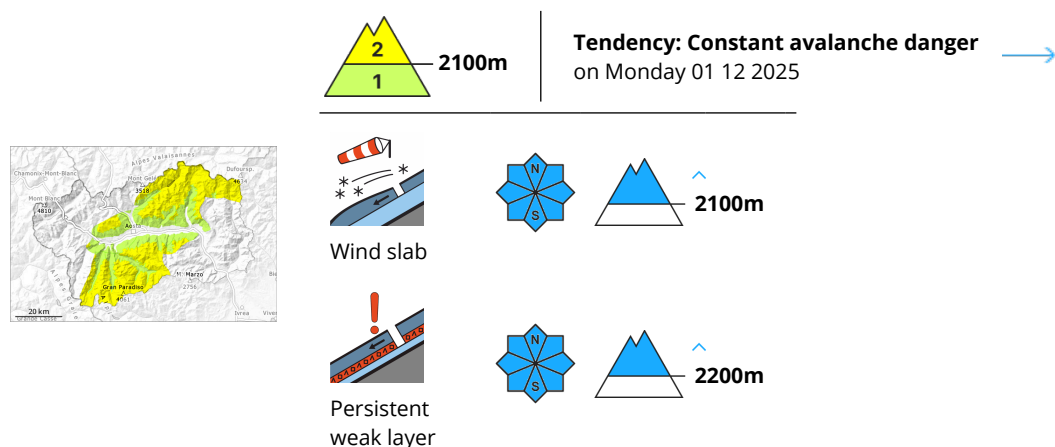 2
2100m
1
Tendency: Constant avalanche danger
on Monday 01 12 2025
Alpes Valaisannes
Chamonix-Mont-Blanc
Mont Gelé
3518
Dufoursp.
Mont Blanc
4810
Aosta
M. Marzo
2756
Gran Paradiso
4061
20 km
Ivrea
N
S
2100m
Wind slab
N
S
2200m
Persistent
weak layer